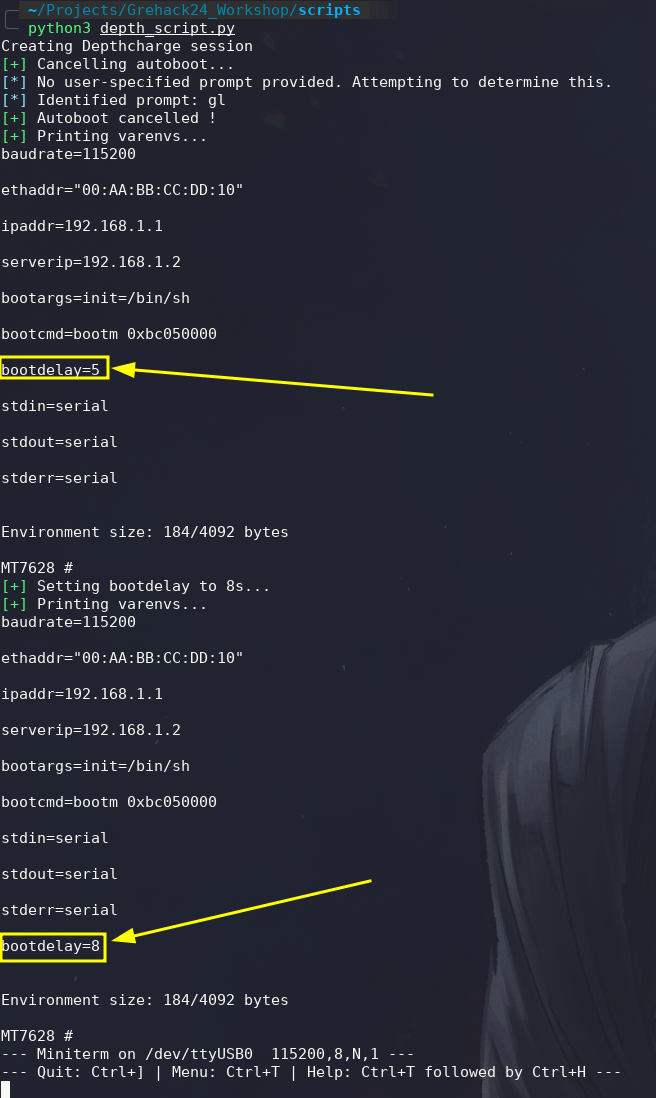 ~/Projects/Grehack24_Workshop/scripts
python3 depth_script.py
Creating Depthcharge session
[+] Cancelling autoboot...
[*] No user-specified prompt provided. Attempting to determine this.
[*] Identified prompt: gl
[+] Autoboot cancelled !
[+] Printing varenvs...
baudrate=115200
ethaddr="00:AA:BB:CC:DD:10"
ipaddr=192.168.1.1
serverip=192.168.1.2
bootargs=init=/bin/sh
bootcmd=bootm 0xbc050000
bootdelay=5
stdin=serial
stdout=serial
stderr=serial
Environment size: 184/4092 bytes
MT7628 #
[+] Setting bootdelay to 8s...
[+] Printing varenvs...
baudrate=115200
ethaddr="00:AA:BB:CC:DD:10"
ipaddr=192.168.1.1
serverip=192.168.1.2
bootargs=init=/bin/sh
bootcmd=bootm 0xbc050000
stdin=serial
stdout=serial
stderr=serial
bootdelay=8
Environment size: 184/4092 bytes
MT7628 #
--- Miniterm on /dev/ttyUSB0  115200,8,N,1 ---
--- Quit: Ctrl+] | Menu: Ctrl+T | Help: Ctrl+T followed by Ctrl+H ---